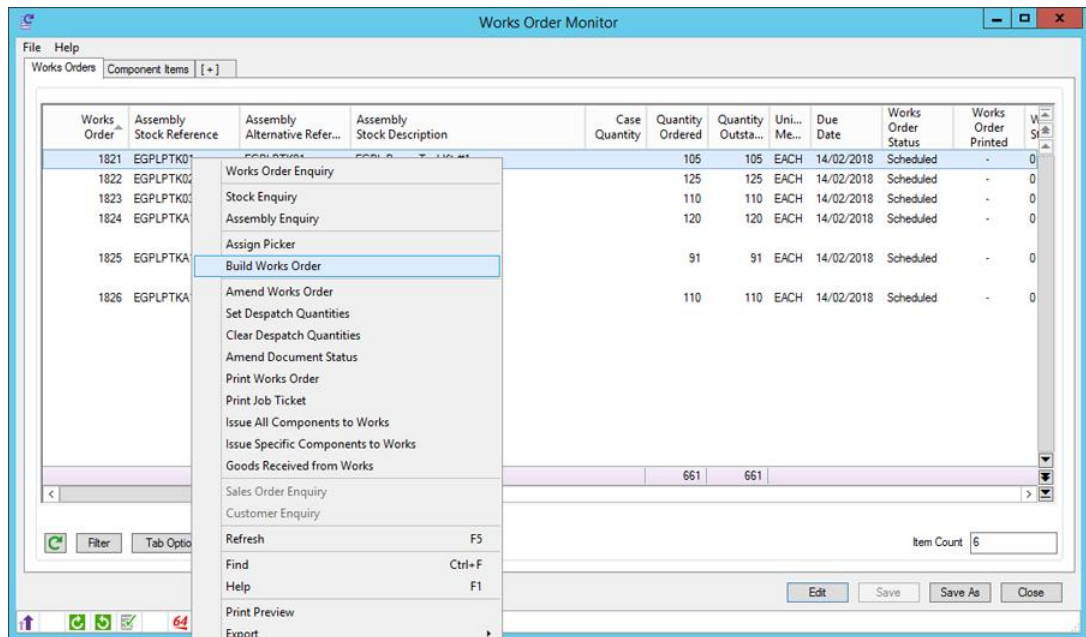 Works Order Monitor
File Help
Works Orders Component Items [+]
Works Order Assembly Stock Reference Assembly Alternative Refer... Assembly Stock Description Case Quantity Quantity Ordered Quantity Outsta... Uni... Me... Due Date Works Order Status Works Order Printed
1821 EGPLPTK01 105 105 EACH 14/02/2018 Scheduled - 0
1822 EGPLPTK02 125 125 EACH 14/02/2018 Scheduled - 0
1823 EGPLPTK03 110 110 EACH 14/02/2018 Scheduled - 0
1824 EGPLPTKA 120 120 EACH 14/02/2018 Scheduled - 0
1825 EGPLPTKA 91 91 EACH 14/02/2018 Scheduled - 0
1826 EGPLPTKA 110 110 EACH 14/02/2018 Scheduled - 0
661 661
Works Order Enquiry
Stock Enquiry
Assembly Enquiry
Assign Picker
Build Works Order
Amend Works Order
Set Despatch Quantities
Clear Despatch Quantities
Amend Document Status
Print Works Order
Print Job Ticket
Issue All Components to Works
Issue Specific Components to Works
Goods Received from Works
Sales Order Enquiry
Customer Enquiry
Refresh F5
Find Ctrl+F
Help F1
Print Preview
Export
Filter Tab Optio Item Count 6
Edit Save Save As Close
64